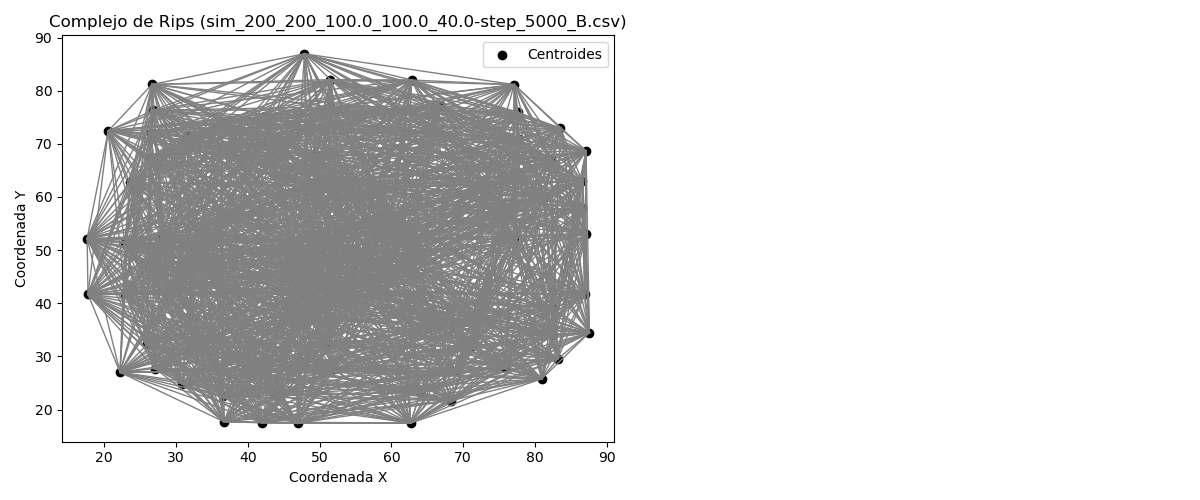 Complejo de Rips (sim_200_200_100.0_100.0_40.0-step_5000_B.csv)
Centroides
90
80
70
60
50
40
30
20
Coordenada Y
20 30 40 50 60 70 80 90
Coordenada X